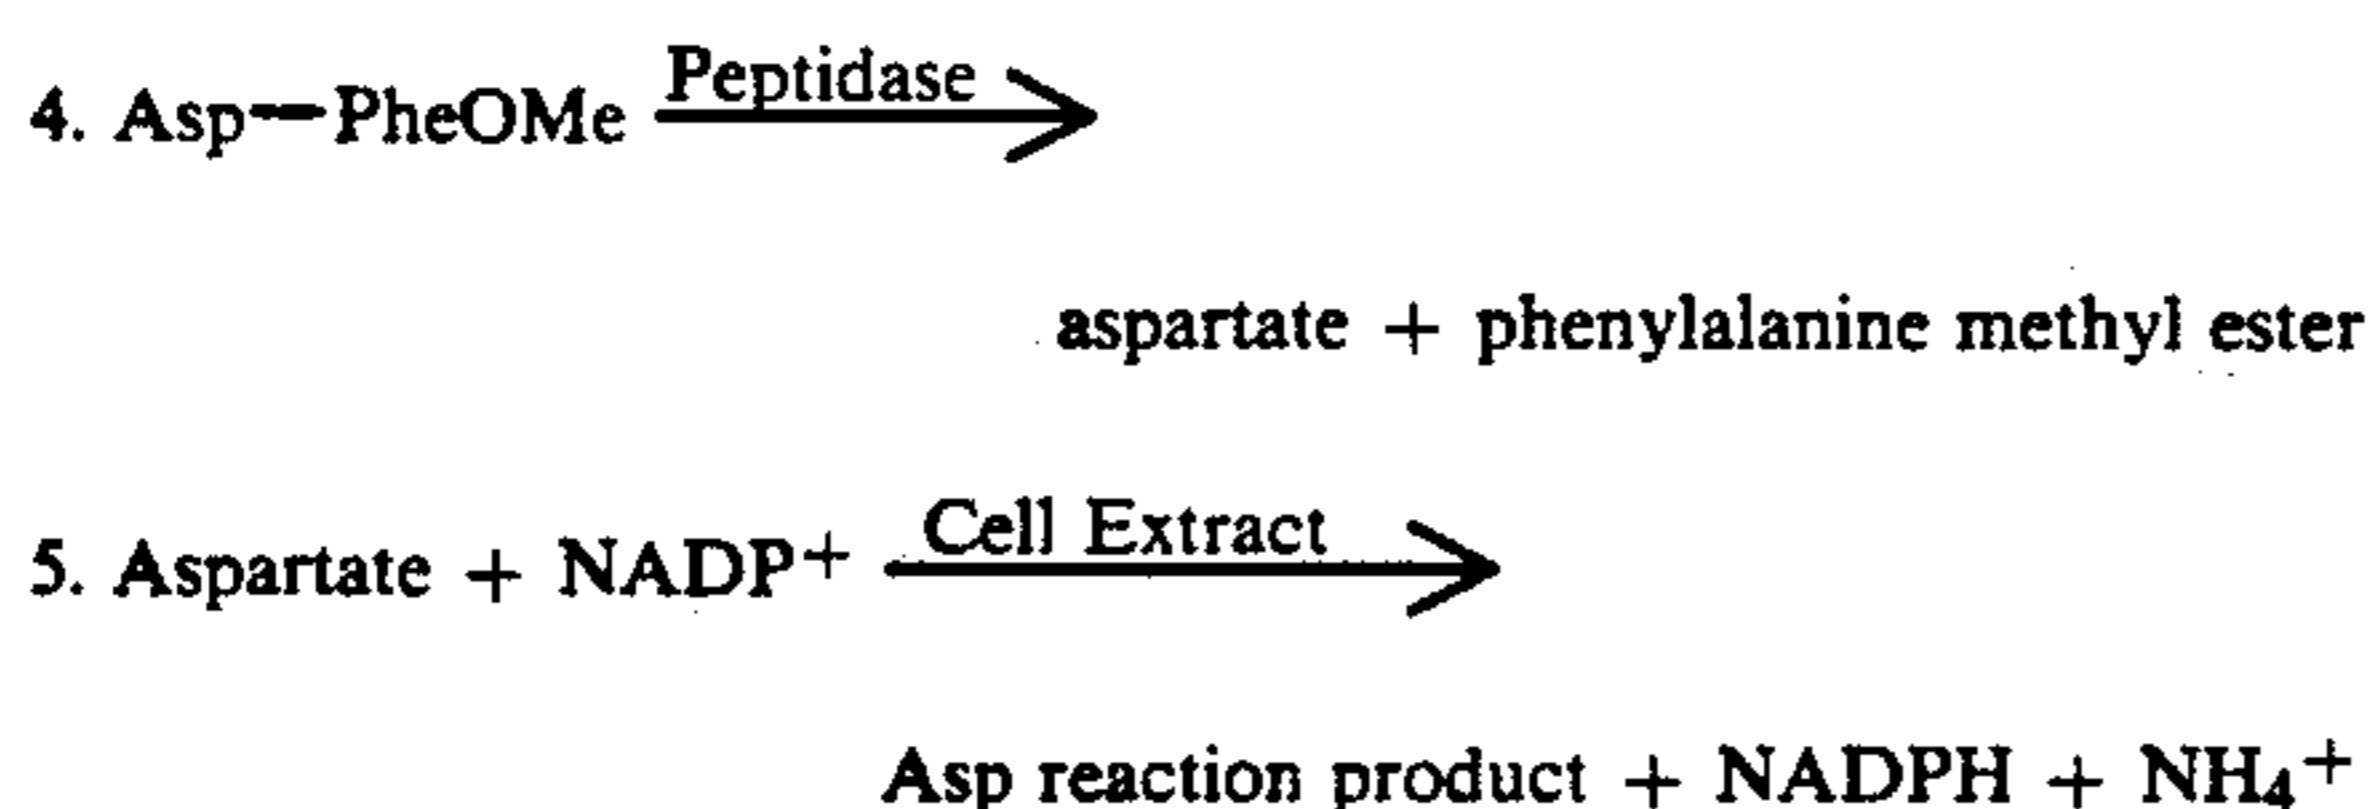 4. Asp—PheOMe Peptidase
aspartate + phenylalanine methyl ester
5. Aspartate + NADP+ Cell Extract
Asp reaction product + NADPH + NH4+